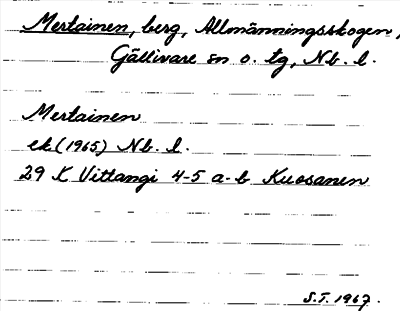 Mertainen, berg, Allmänningsskogen,
Gällivare sn o. tg, Nb. l.
Mertainen
ek (1965) Nb. l.
29 K Vittangi 4-5 a-b Kuosanen
S.T. 1967.